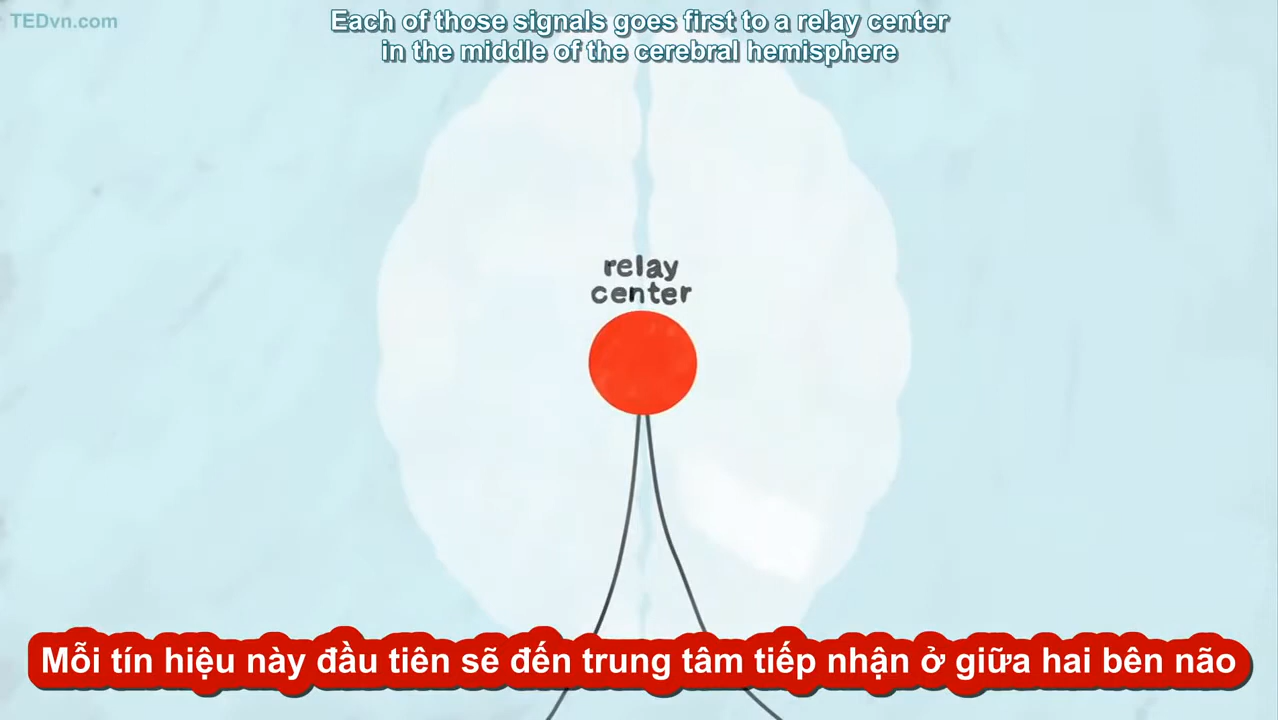 TEDvn.com
Each of those signals goes first to a relay center
in the middle of the cerebral hemisphere
relay
center
Mỗi tín hiệu này đầu tiên sẽ đến trung tâm tiếp nhận ở giữa hai bên não